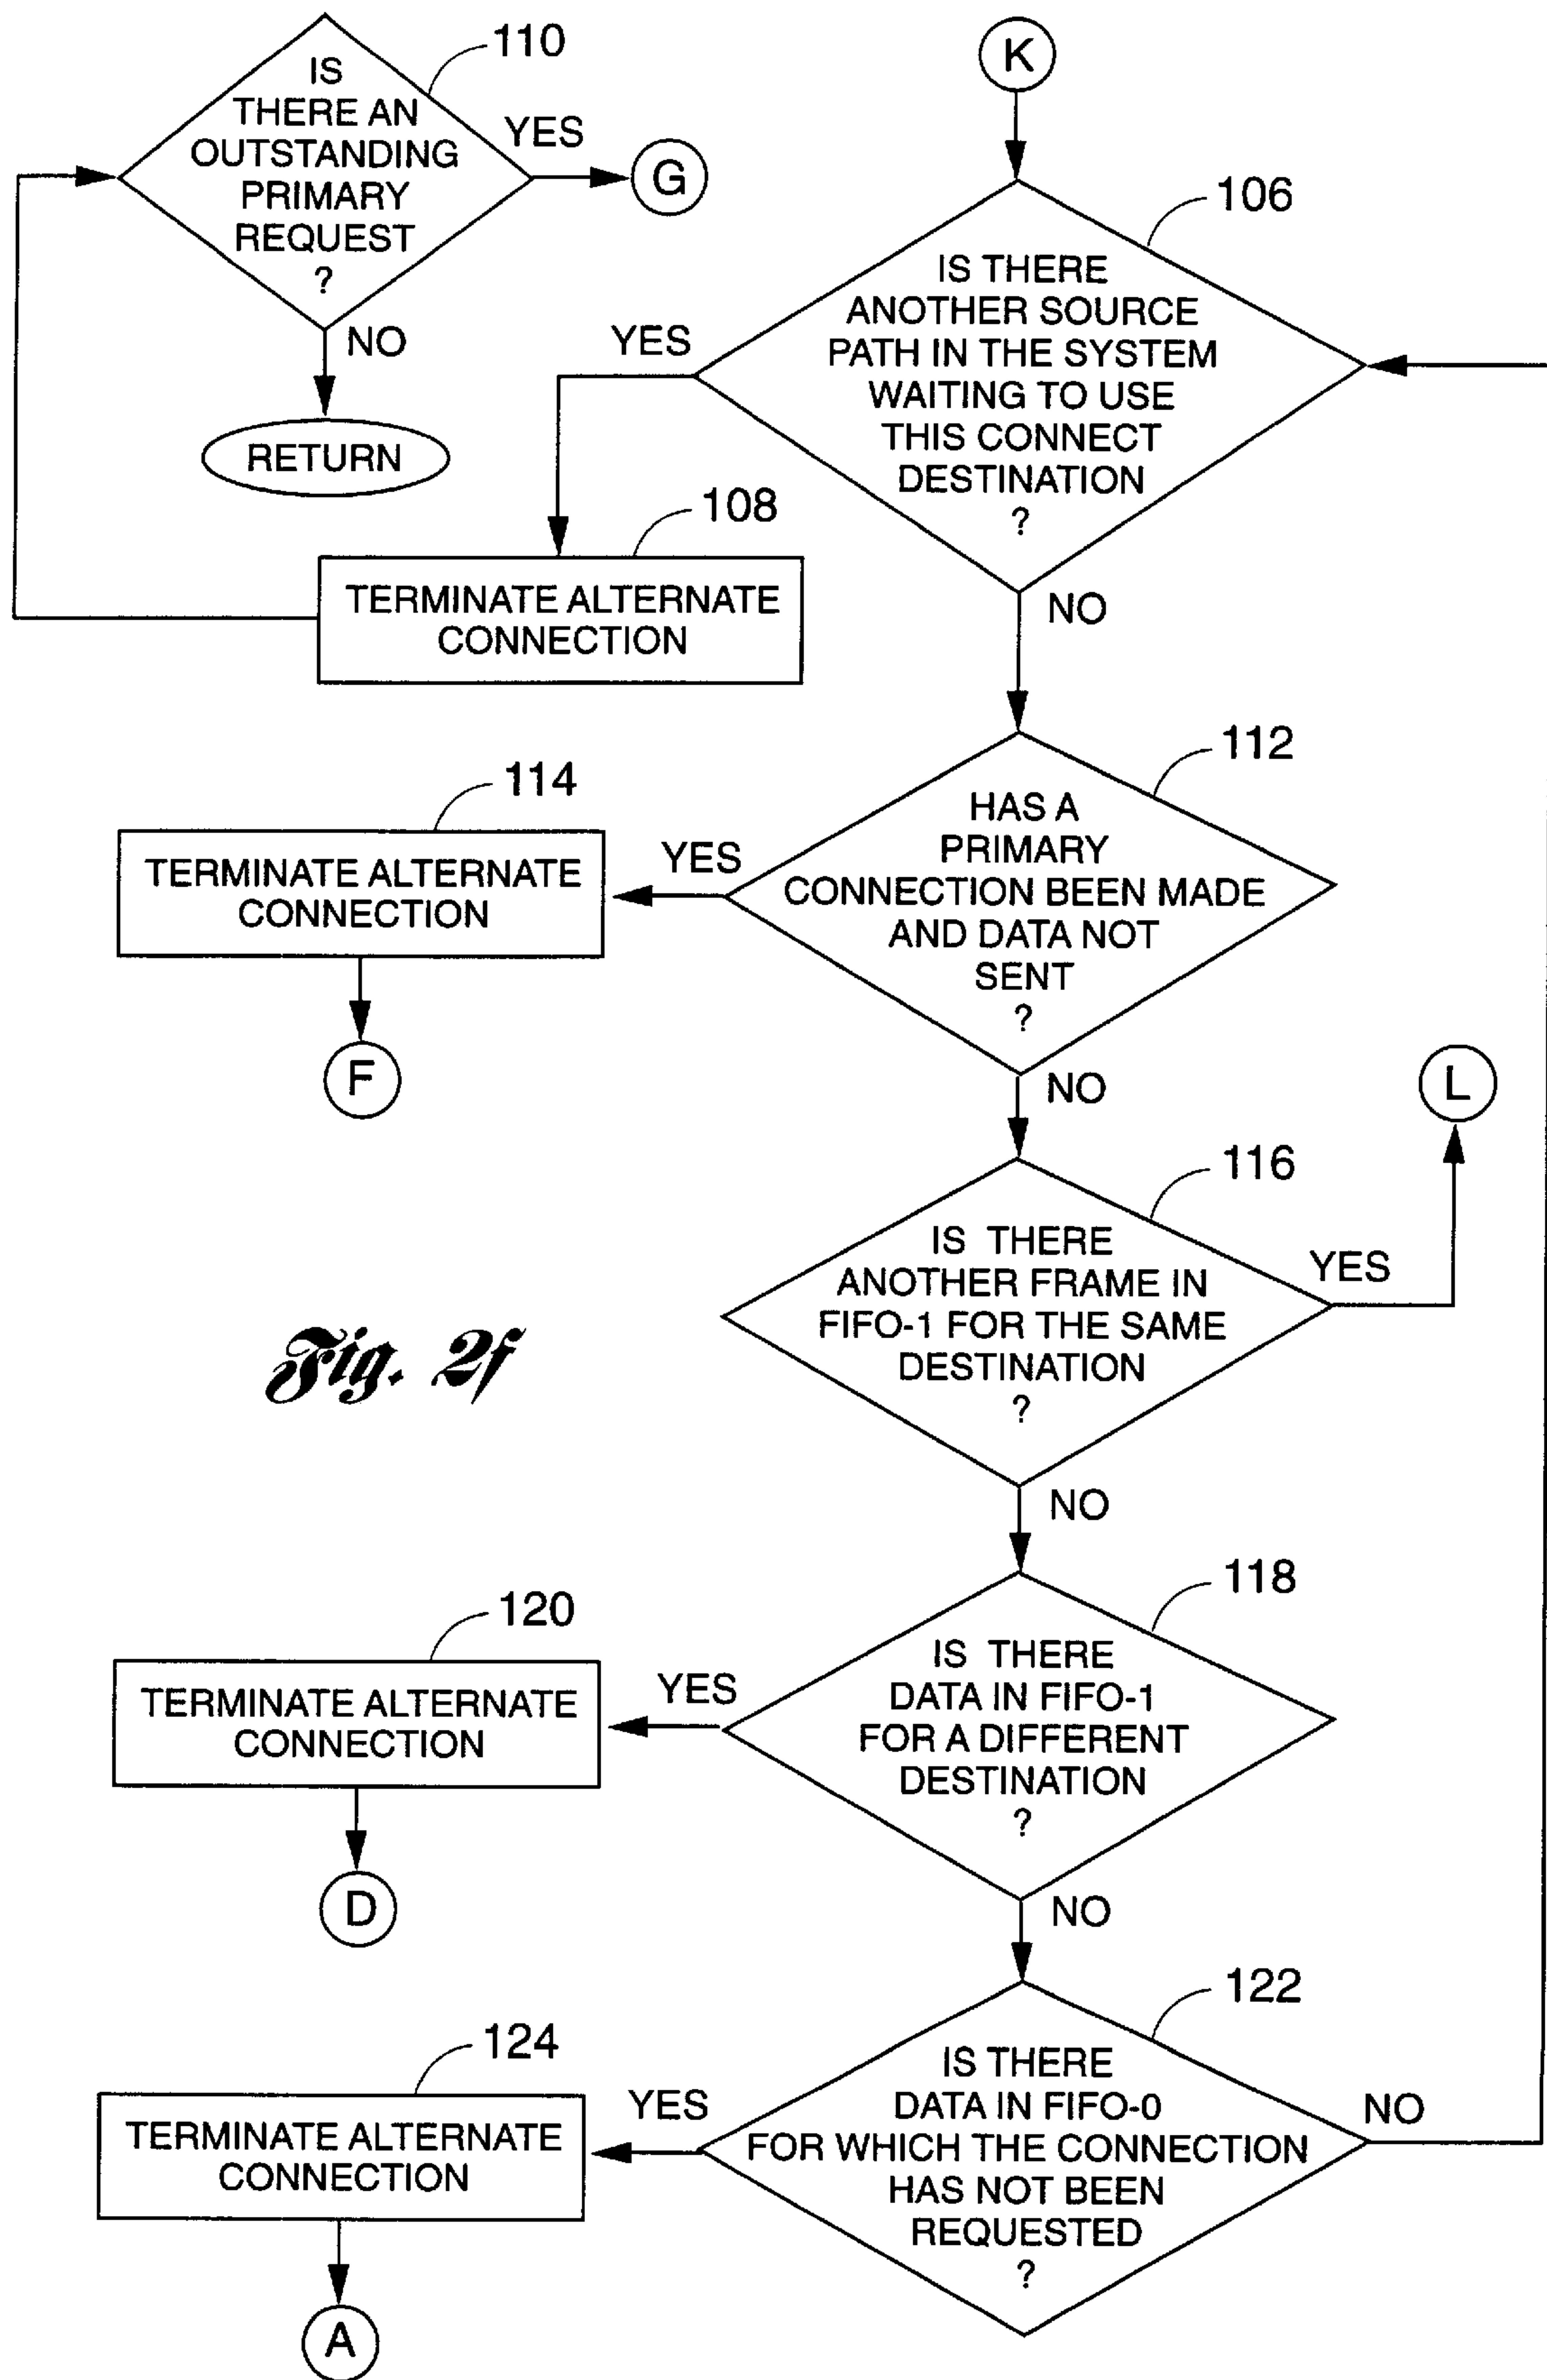 110
IS
THERE AN
OUTSTANDING
PRIMARY
REQUEST
?
YES
G
NO
RETURN
K
106
IS THERE
ANOTHER SOURCE
PATH IN THE SYSTEM
WAITING TO USE
THIS CONNECT
DESTINATION
?
YES
108
TERMINATE ALTERNATE
CONNECTION
NO
112
HAS A
PRIMARY
CONNECTION BEEN MADE
AND DATA NOT
SENT
?
YES
114
TERMINATE ALTERNATE
CONNECTION
F
NO
L
116
IS THERE
ANOTHER FRAME IN
FIFO-1 FOR THE SAME
DESTINATION
?
YES
Fig. 2f
NO
118
IS THERE
DATA IN FIFO-1
FOR A DIFFERENT
DESTINATION
?
YES
120
TERMINATE ALTERNATE
CONNECTION
D
NO
122
IS THERE
DATA IN FIFO-0
FOR WHICH THE CONNECTION
HAS NOT BEEN
REQUESTED
?
NO
YES
124
TERMINATE ALTERNATE
CONNECTION
A